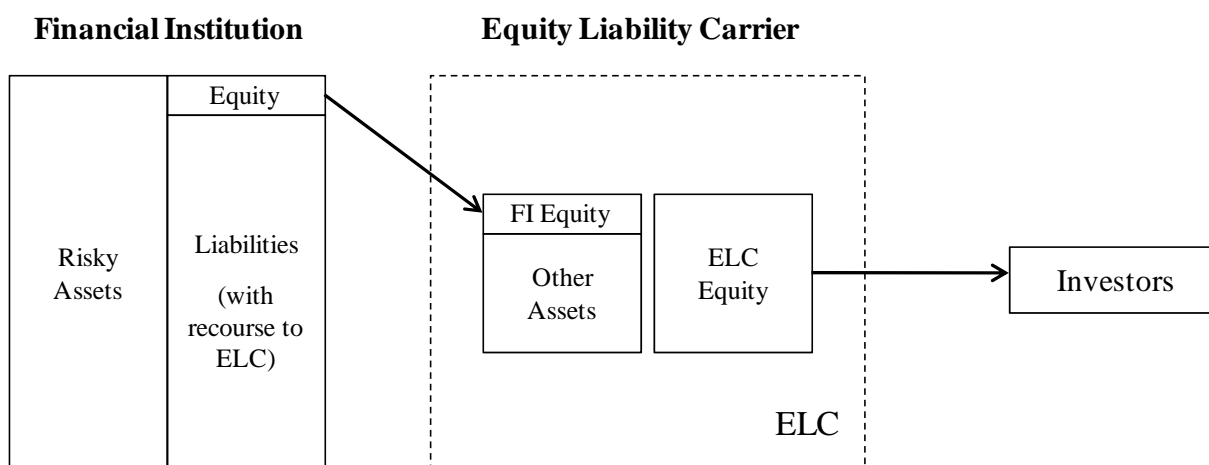 Financial Institution
Equity Liability Carrier
Equity
Risky
Assets
Liabilities
(with
recourse to
ELC)
FI Equity
Other
Assets
ELC
Equity
ELC
Investors